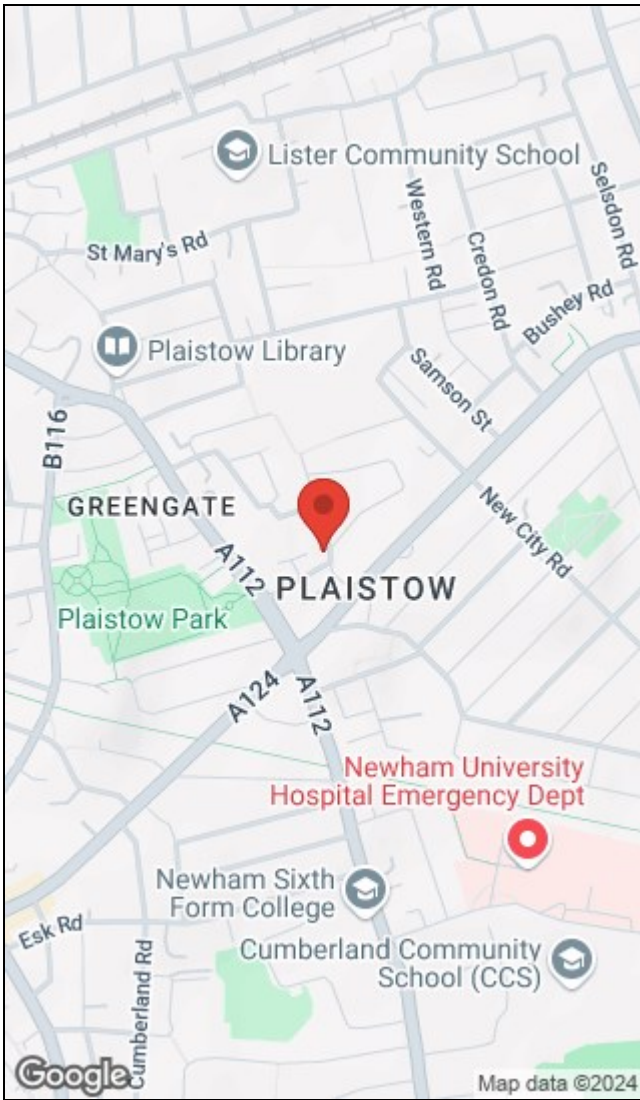 Lister Community School
Selsdon Rd
Western Rd
Credon Rd
St Mary's Rd
Bushey Rd
Plaistow Library
Samson St
B116
GREENGATE
New City Rd
A112
PLAISTOW
Plaistow Park
A124
A112
Newham University
Hospital Emergency Dept
Newham Sixth
Form College
Esk Rd
Cumberland Rd
Cumberland Community
School (CCS)
Google
Map data ©2024